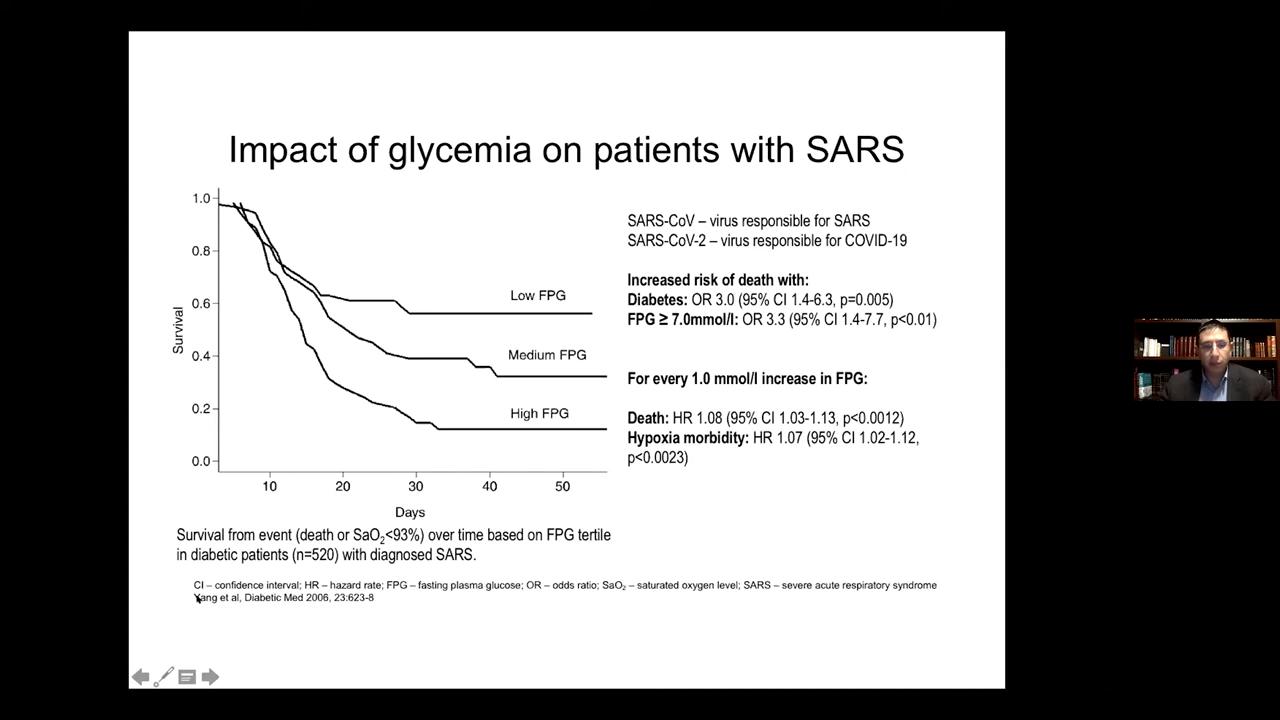 Impact of glycemia on patients with SARS
1.0
0.8
0.6
0.4
0.2
0.0
Survival
10
20
30
40
50
Days
Low FPG
Medium FPG
High FPG
SARS-CoV – virus responsible for SARS
SARS-CoV-2 – virus responsible for COVID-19
Increased risk of death with:
Diabetes: OR 3.0 (95% CI 1.4-6.3, p=0.005)
FPG ≥ 7.0mmol/l: OR 3.3 (95% CI 1.4-7.7, p<0.01)
For every 1.0 mmol/l increase in FPG:
Death: HR 1.08 (95% CI 1.03-1.13, p<0.0012)
Hypoxia morbidity: HR 1.07 (95% CI 1.02-1.12,
p<0.0023)
Survival from event (death or SaO₂<93%) over time based on FPG tertile
in diabetic patients (n=520) with diagnosed SARS.
CI – confidence interval; HR – hazard rate; FPG – fasting plasma glucose; OR – odds ratio; SaO₂ – saturated oxygen level; SARS – severe acute respiratory syndrome
Yang et al, Diabetic Med 2006, 23:623-8